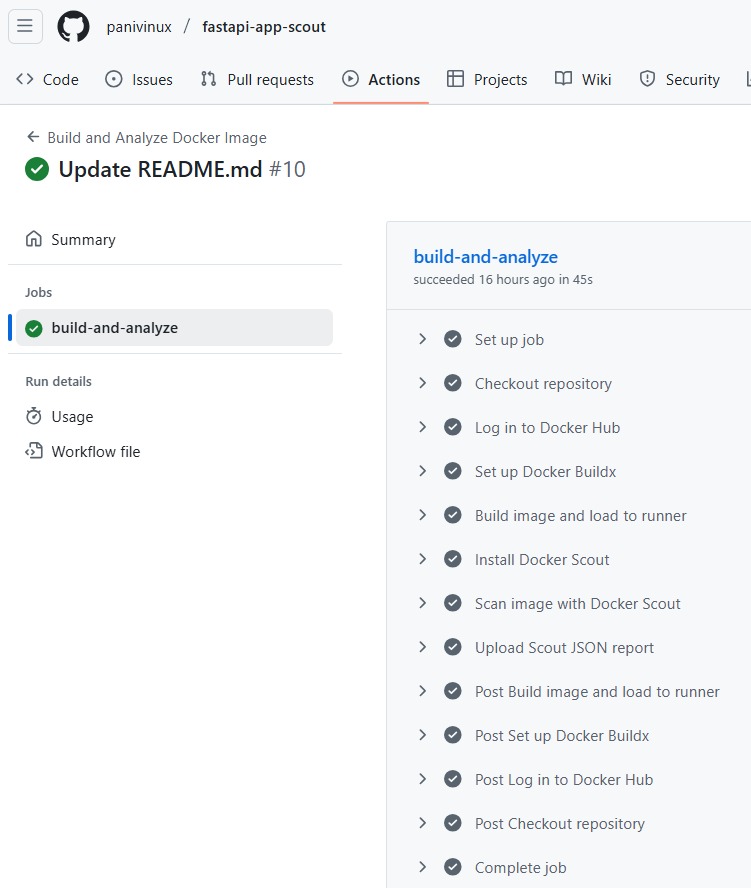 panivinux / fastapi-app-scout
Code Issues Pull requests Actions Projects Wiki Security
Build and Analyze Docker Image
Update README.md #10
Summary
Jobs
build-and-analyze
Run details
Usage
Workflow file
build-and-analyze
succeeded 16 hours ago in 45s
Set up job
Checkout repository
Log in to Docker Hub
Set up Docker Buildx
Build image and load to runner
Install Docker Scout
Scan image with Docker Scout
Upload Scout JSON report
Post Build image and load to runner
Post Set up Docker Buildx
Post Log in to Docker Hub
Post Checkout repository
Complete job